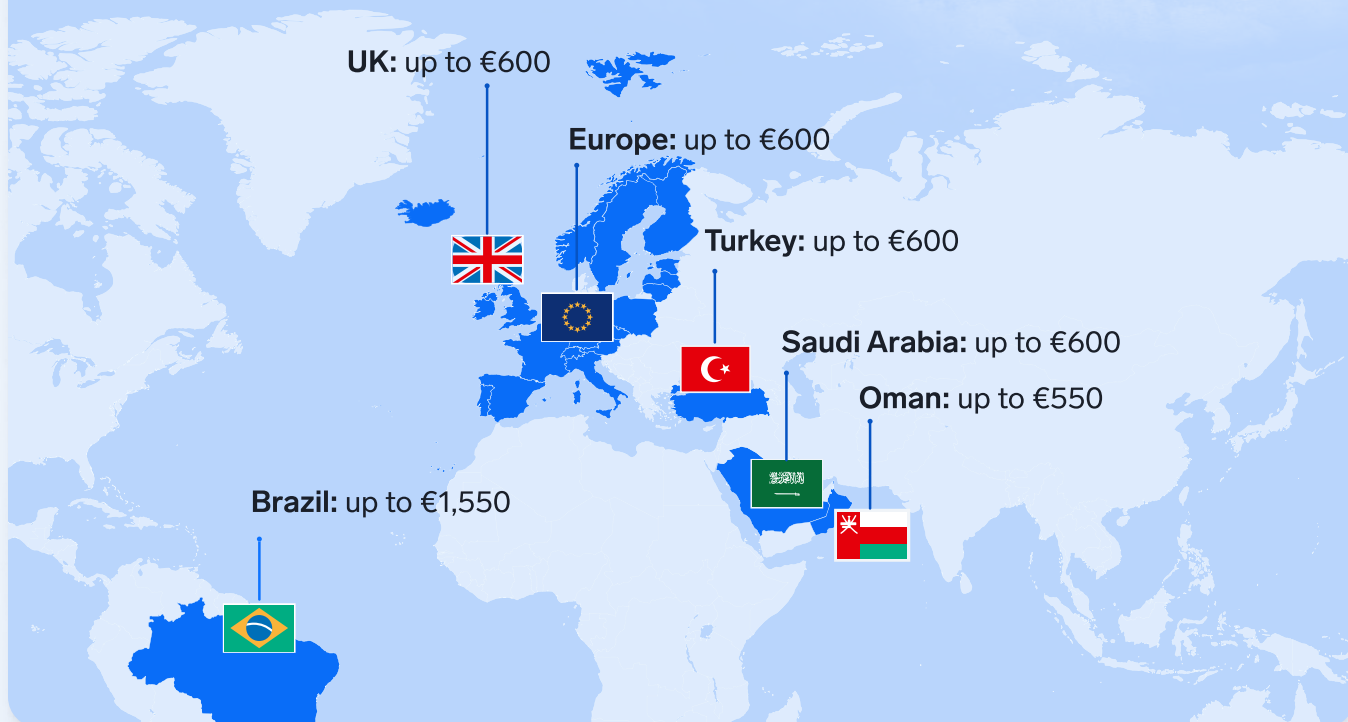 UK: up to €600
Europe: up to €600
Turkey: up to €600
Saudi Arabia: up to €600
Oman: up to €550
Brazil: up to €1,550